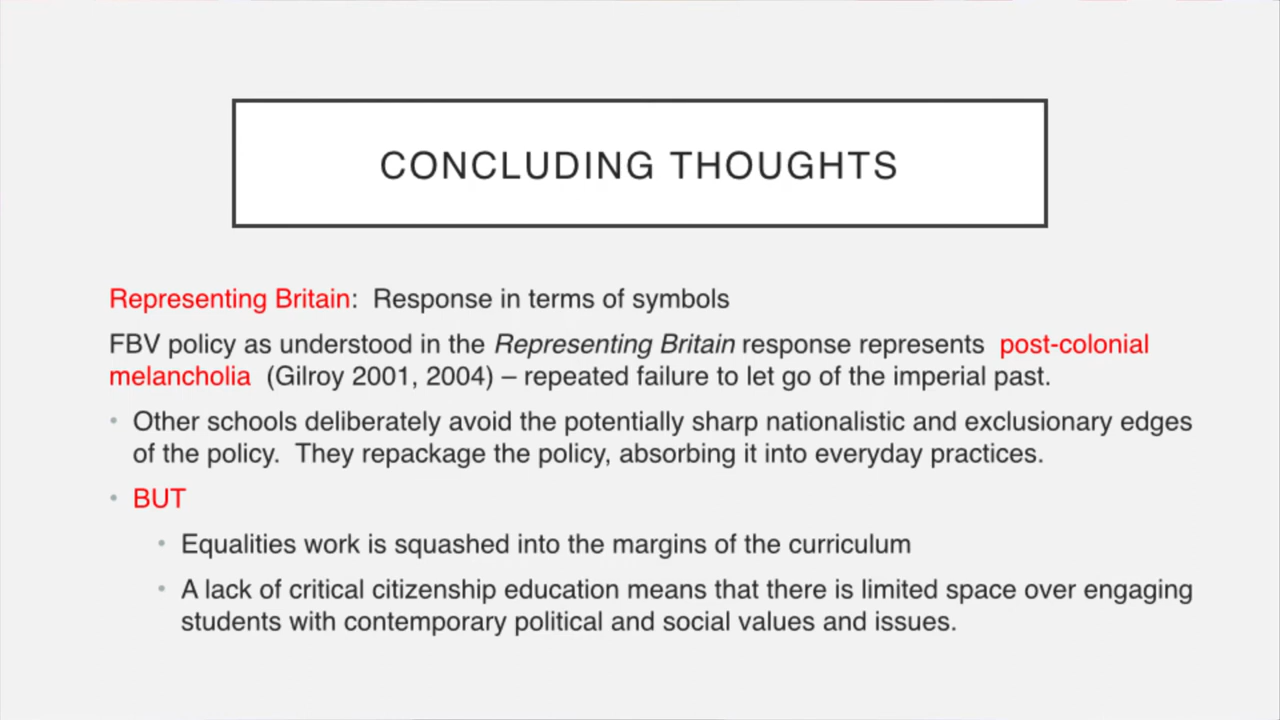 CONCLUDING THOUGHTS
Representing Britain: Response in terms of symbols
FBV policy as understood in the Representing Britain response represents post-colonial
melancholia (Gilroy 2001, 2004) – repeated failure to let go of the imperial past.
• Other schools deliberately avoid the potentially sharp nationalistic and exclusionary edges
of the policy. They repackage the policy, absorbing it into everyday practices.
• BUT
• Equalities work is squashed into the margins of the curriculum
• A lack of critical citizenship education means that there is limited space over engaging
students with contemporary political and social values and issues.